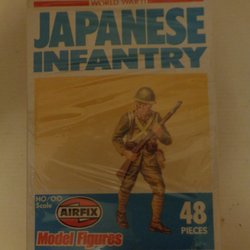 WORLD WAR II
JAPANESE
INFANTRY
HO/OO
Scale
AIRFIX
48
PIECES
Model Figures